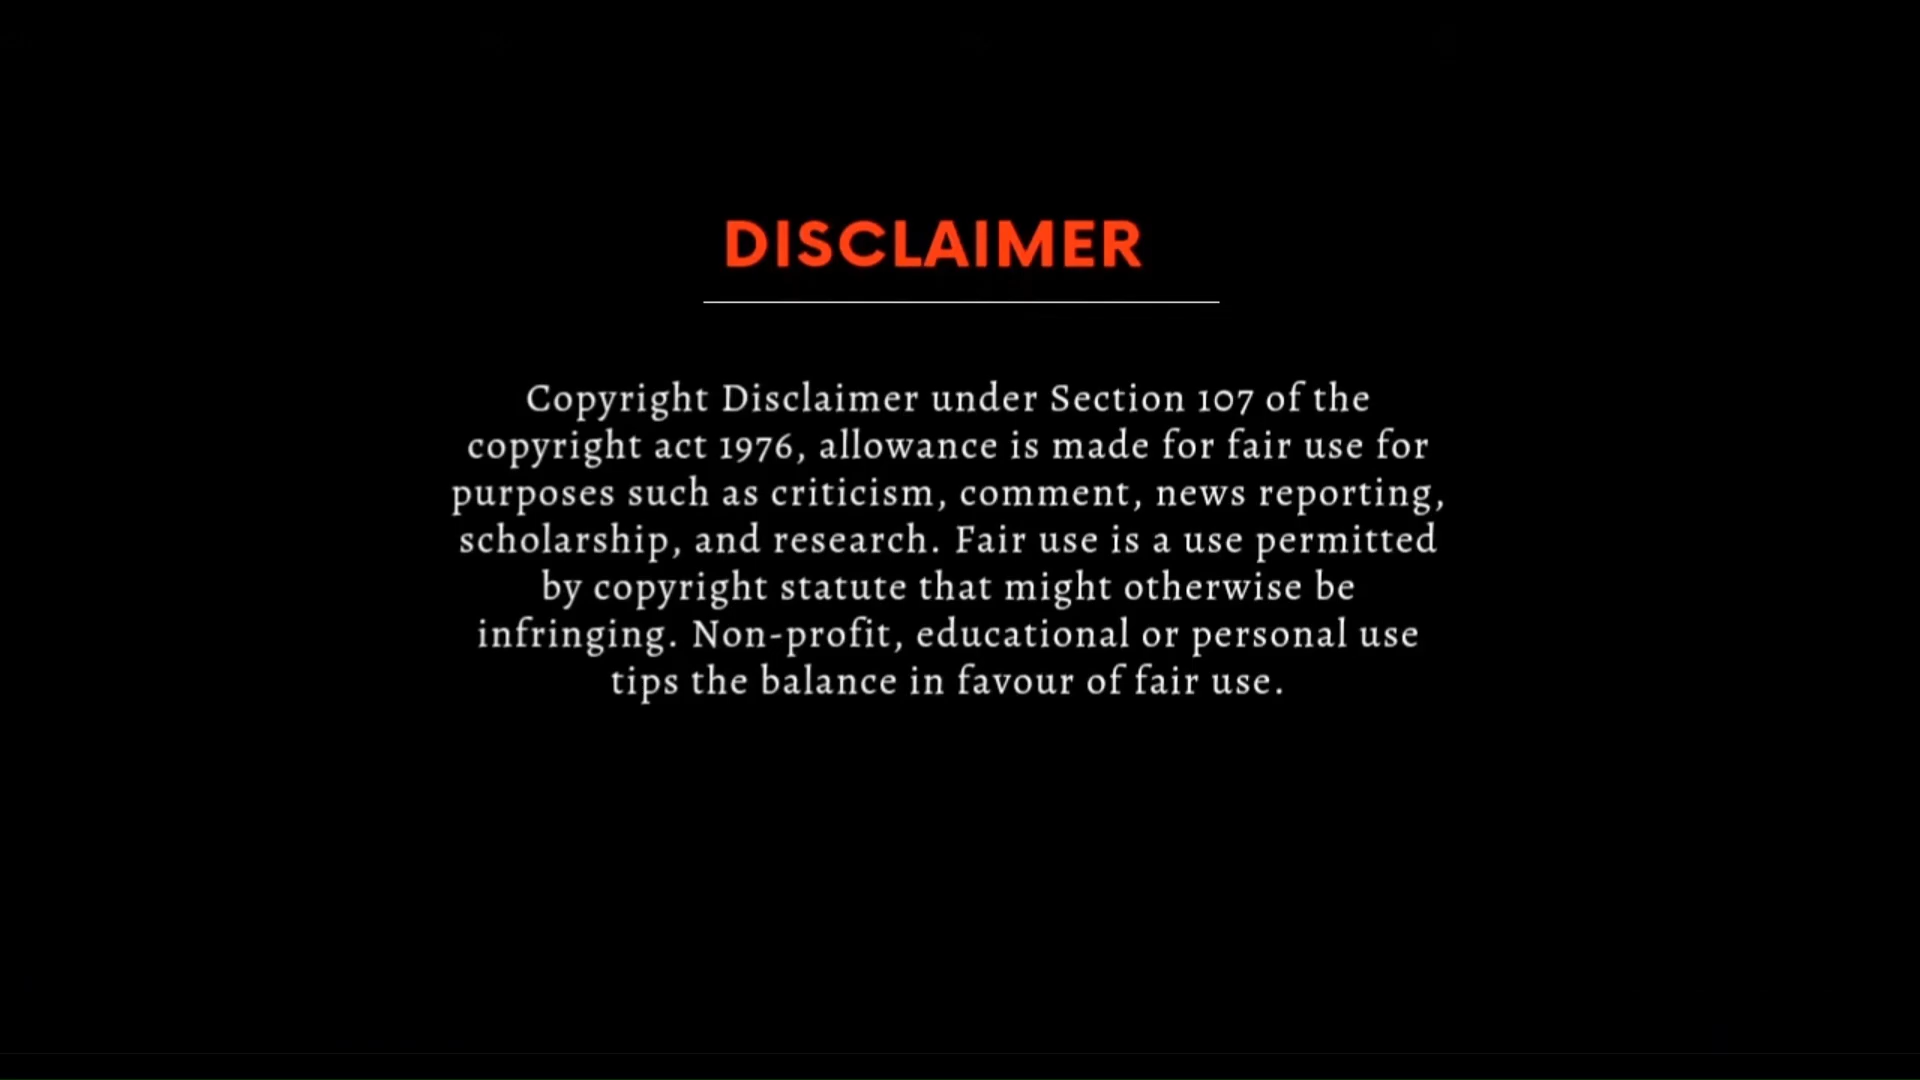 DISCLAIMER
Copyright Disclaimer under Section 107 of the
copyright act 1976, allowance is made for fair use for
purposes such as criticism, comment, news reporting,
scholarship, and research. Fair use is a use permitted
by copyright statute that might otherwise be
infringing. Non-profit, educational or personal use
tips the balance in favour of fair use.